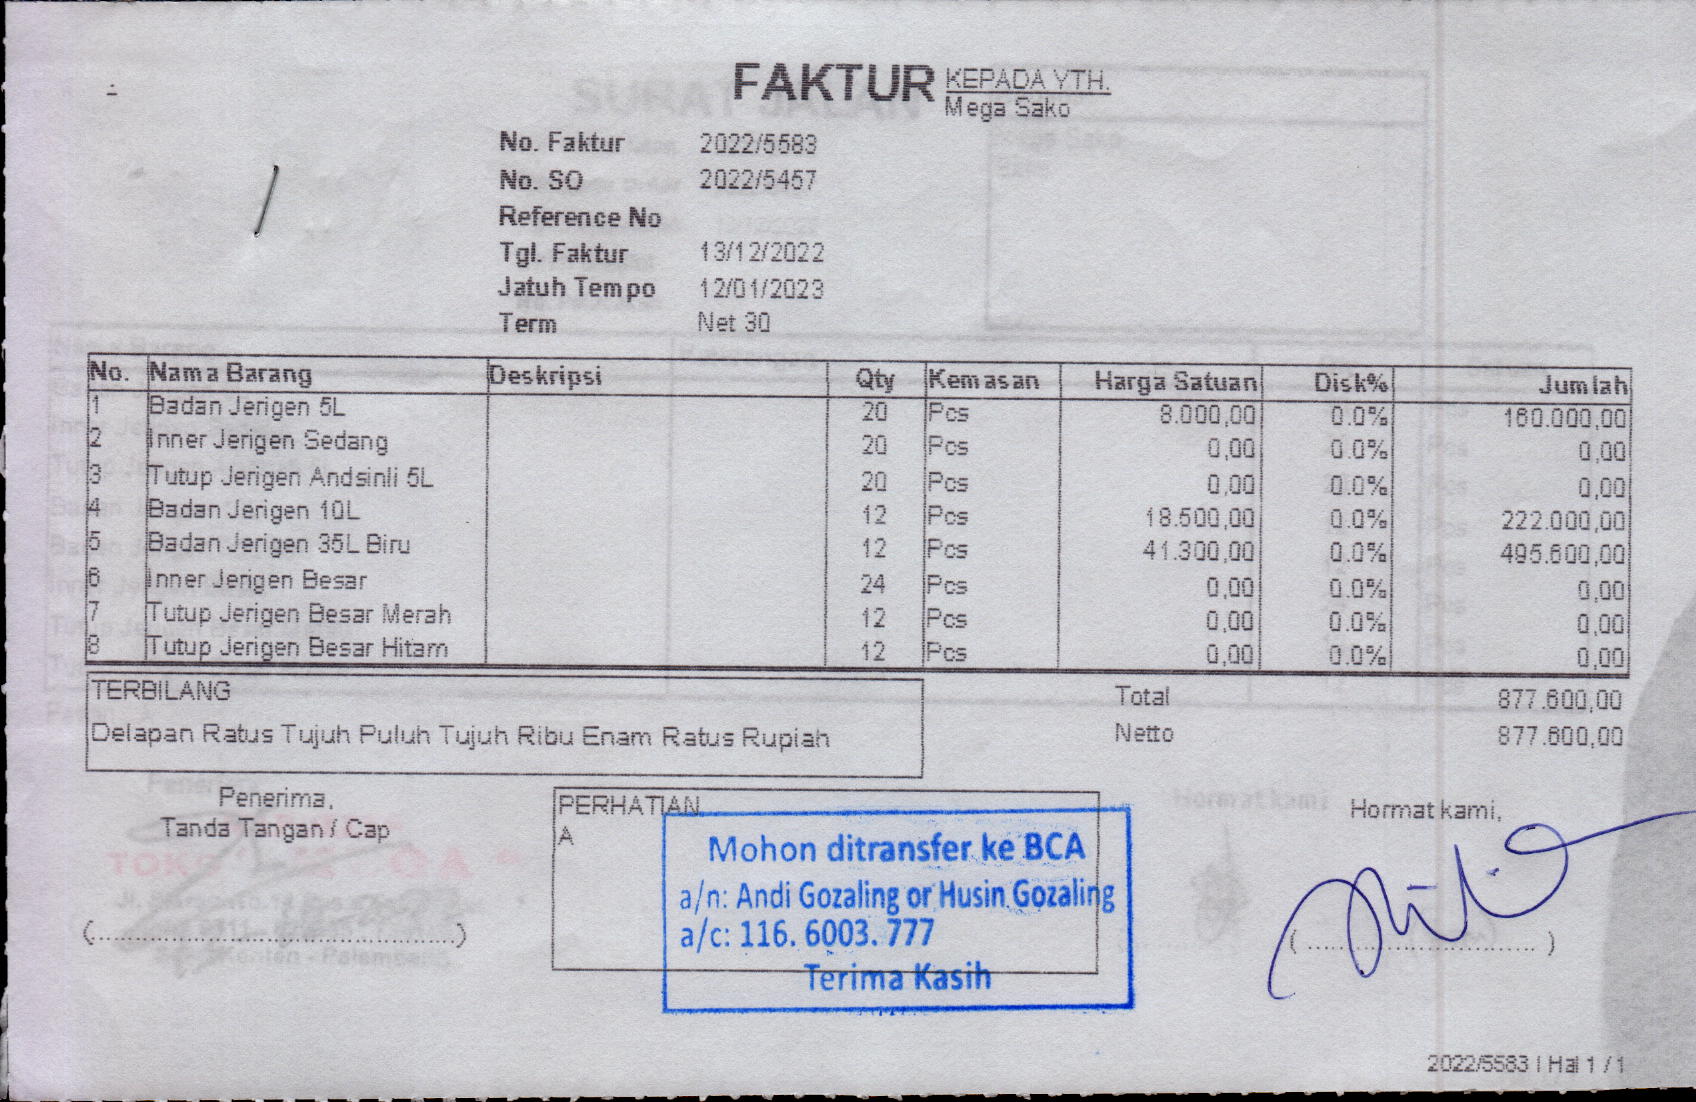 FAKTUR KEPADA YTH.
Mega Sako
No. Faktur 2022/5583
No. SO 2022/5457
Reference No
Tgl. Faktur 13/12/2022
Jatuh Tempo 12/01/2023
Term Net 30
No. Nama Barang Deskripsi Qty Kemasan Harga Satuan Disk% Jumlah
1 Badan Jerigen 5L 20 Pcs 8.000,00 0.0% 160.000,00
2 Inner Jerigen Sedang 20 Pcs 0,00 0.0% 0,00
3 Tutup Jerigen Andsinli 5L 20 Pcs 0,00 0.0% 0,00
4 Badan Jerigen 10L 12 Pcs 18.500,00 0.0% 222.000,00
5 Badan Jerigen 35L Biru 12 Pcs 41.300,00 0.0% 495.600,00
6 Inner Jerigen Besar 24 Pcs 0,00 0.0% 0,00
7 Tutup Jerigen Besar Merah 12 Pcs 0,00 0.0% 0,00
8 Tutup Jerigen Besar Hitam 12 Pcs 0,00 0.0% 0,00
TERBILANG
Delapan Ratus Tujuh Puluh Tujuh Ribu Enam Ratus Rupiah
Total 877.600,00
Netto 877.600,00
Penerima,
Tanda Tangan / Cap
PERHATIAN
A
Mohon ditransfer ke BCA
a/n: Andi Gozaling or Husin Gozaling
a/c: 116. 6003. 777
Terima Kasih
Hormat kami,
2022/5583 | Hal 1 / 1